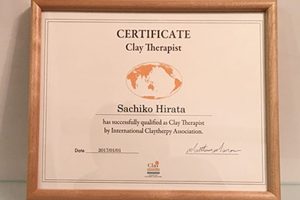 CERTIFICATE
Clay Therapist
Sachiko Hirata
has successfully qualified as Clay Therapist
by International Claytherpy Association.
Date 2017/01/01
Clay